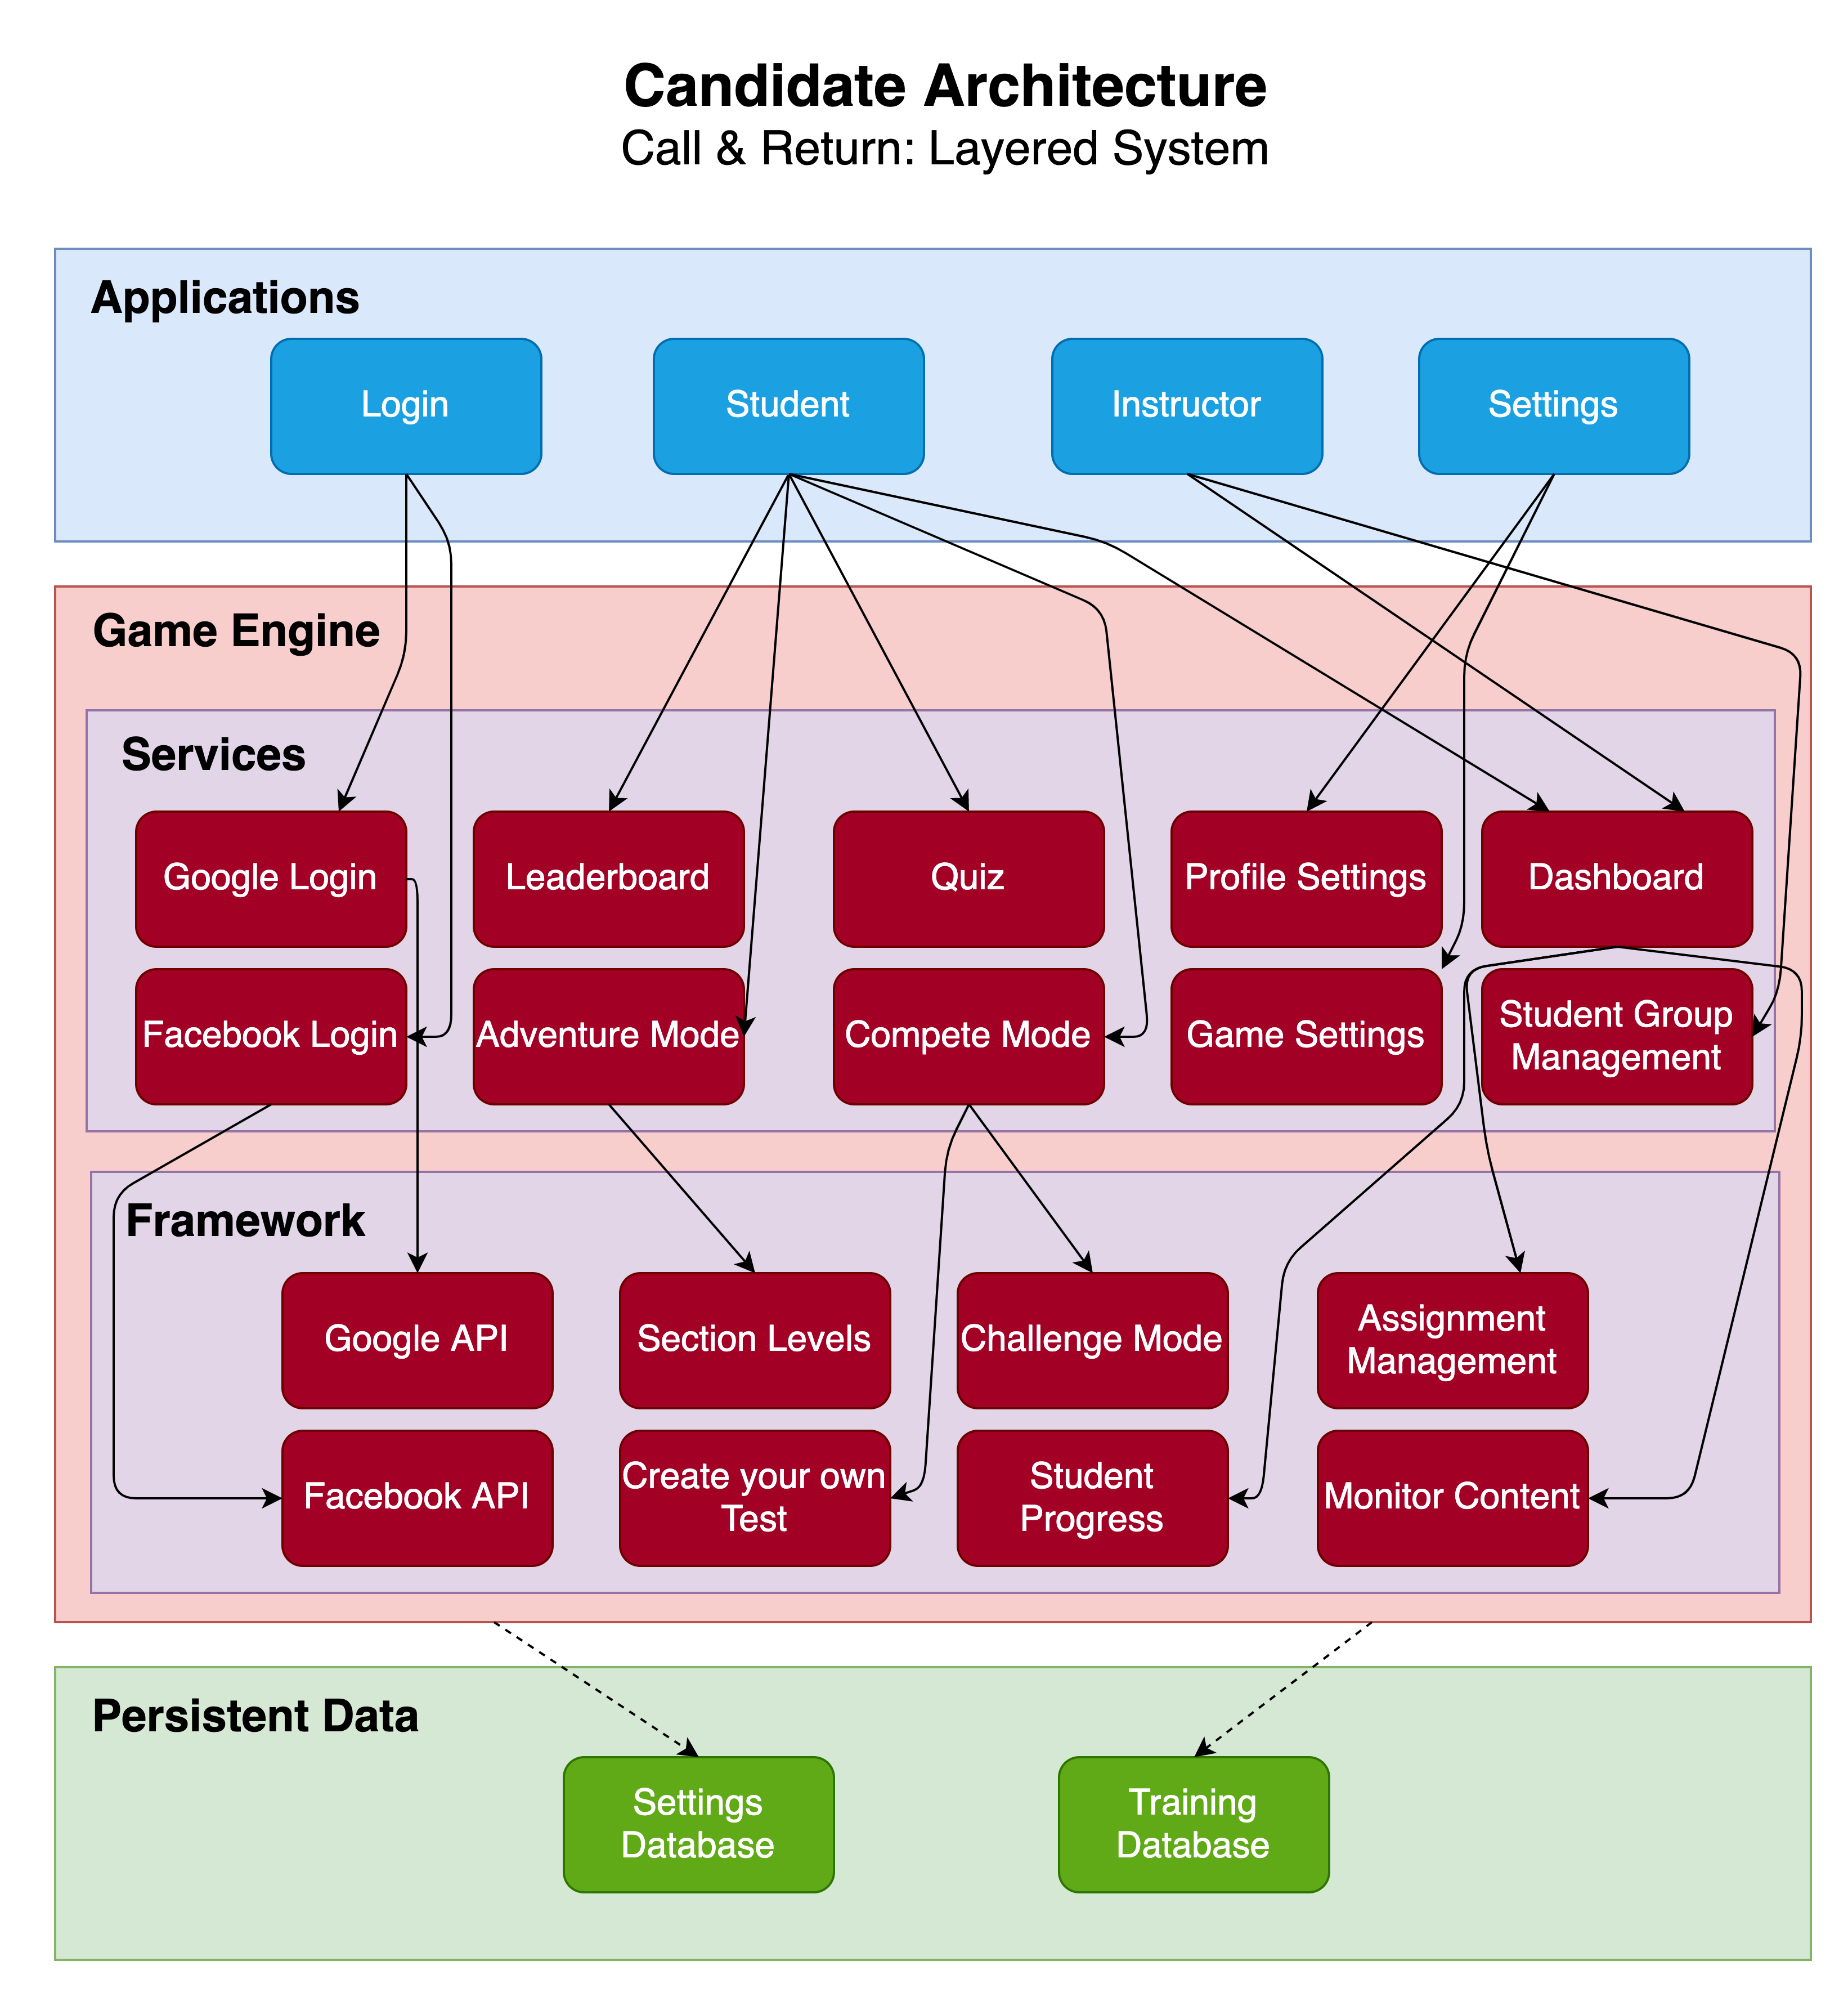 Candidate Architecture
Call & Return: Layered System
Applications
Login
Student
Instructor
Settings
Game Engine
Services
Google Login
Leaderboard
Quiz
Profile Settings
Dashboard
Facebook Login
Adventure Mode
Compete Mode
Game Settings
Student Group
Management
Framework
Google API
Section Levels
Challenge Mode
Assignment
Management
Facebook API
Create your own
Test
Student
Progress
Monitor Content
Persistent Data
Settings
Database
Training
Database